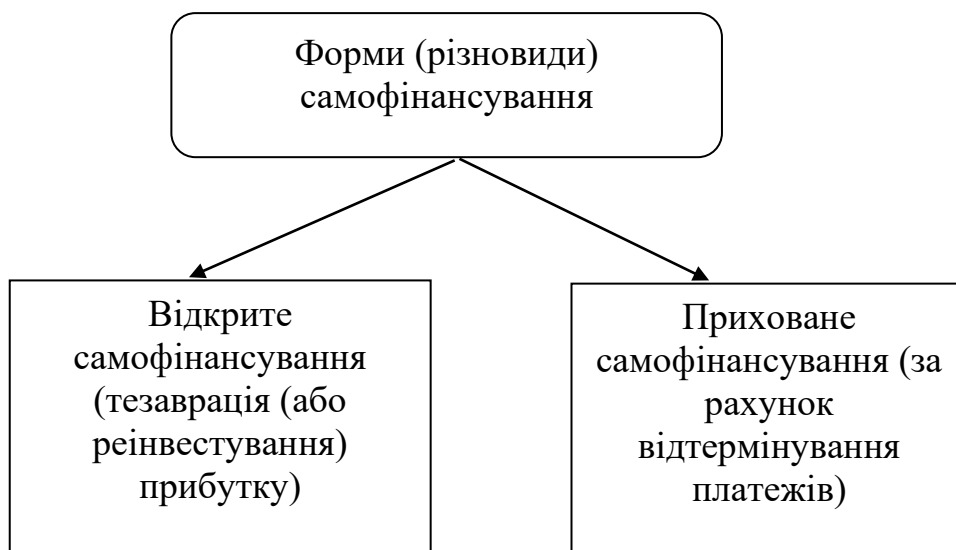 Форми (різновиди)
самофінансування
Відкрите
самофінансування
(тезаврація (або
реінвестування)
прибутку)
Приховане
самофінансування (за
рахунок
відтермінування
платежів)